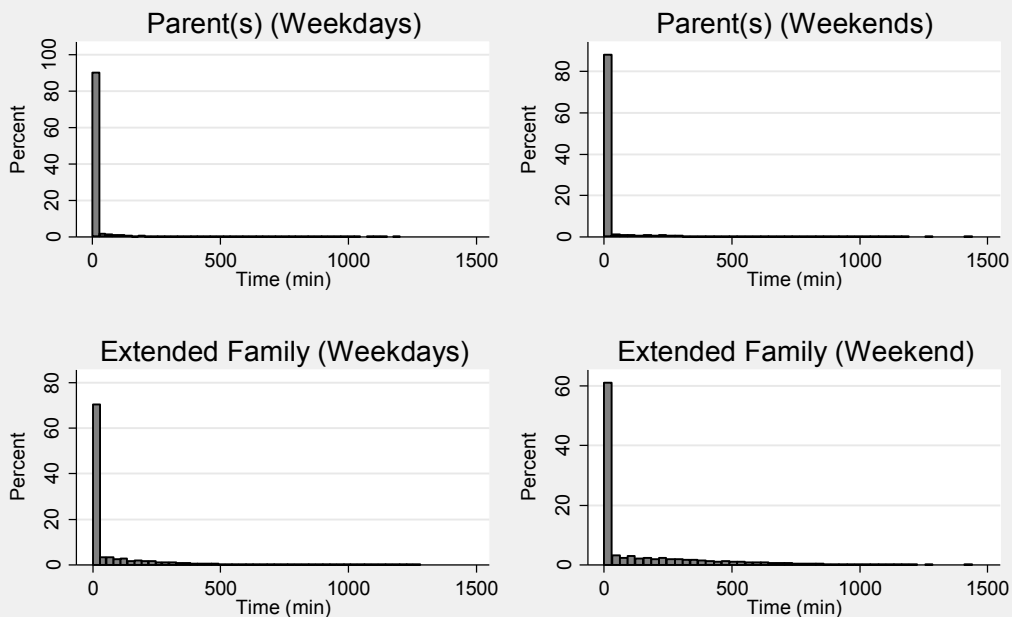 Parent(s) (Weekdays)
Percent
100
80
60
40
20
0
0 500 1000 1500
Time (min)
Parent(s) (Weekends)
Percent
80
60
40
20
0
0 500 1000 1500
Time (min)
Extended Family (Weekdays)
Percent
80
60
40
20
0
0 500 1000 1500
Time (min)
Extended Family (Weekend)
Percent
60
40
20
0
0 500 1000 1500
Time (min)